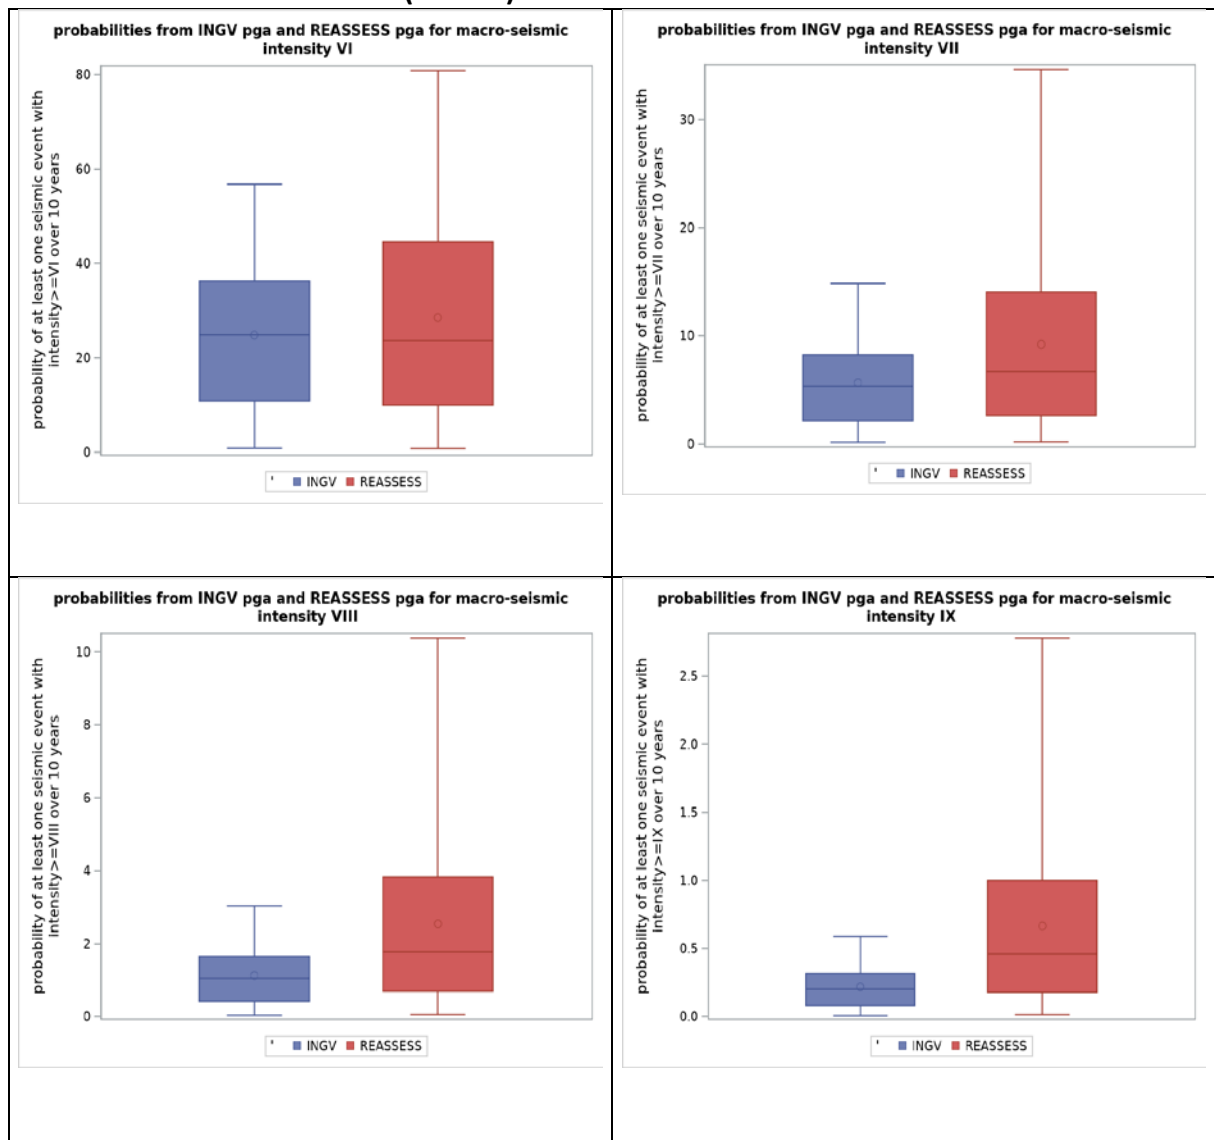 probabilities from INGV pga and REASSESS pga for macro-seismic
intensity VI
probability of at least one seismic event with
intensity>=VI over 10 years
80
60
40
20
0
' INGV REASSESS
probabilities from INGV pga and REASSESS pga for macro-seismic
intensity VII
probability of at least one seismic event with
intensity>=VII over 10 years
30
20
10
0
' INGV REASSESS
probabilities from INGV pga and REASSESS pga for macro-seismic
intensity VIII
probability of at least one seismic event with
Intensity>=VIII over 10 years
10
8
6
4
2
0
' INGV REASSESS
probabilities from INGV pga and REASSESS pga for macro-seismic
intensity IX
probability of at least one seismic event with
Intensity>=IX over 10 years
2.5
2.0
1.5
1.0
0.5
0.0
' INGV REASSESS